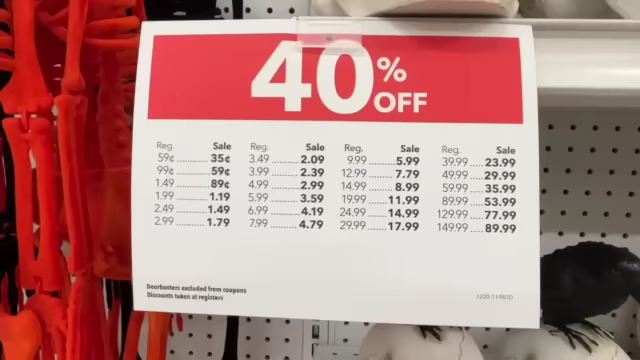 40% OFF
Reg. Sale Reg. Sale Reg. Sale Reg. Sale
59¢ ............ 35¢ 3.49 .......... 2.09 9.99 .......... 5.99 39.99 ..... 23.99
99¢ ............ 59¢ 3.99 .......... 2.39 12.99 ........ 7.79 49.99 ..... 29.99
1.49 ........... 89¢ 4.99 .......... 2.99 14.99 ........ 8.99 59.99 ..... 35.99
1.99 .......... 1.19 5.99 .......... 3.59 19.99 ...... 11.99 89.99 ..... 53.99
2.49 .......... 1.49 6.99 .......... 4.19 24.99 ...... 14.99 129.99 ... 77.99
2.99 .......... 1.79 7.99 .......... 4.79 29.99 ...... 17.99 149.99 ... 89.99
Doorbusters excluded from coupons
Discounts taken at registers
1220-11987D